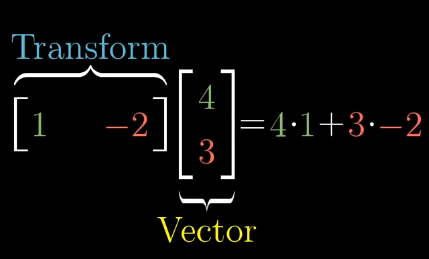 Transform
[1 −2] [4
3] = 4·1+3·−2
Vector